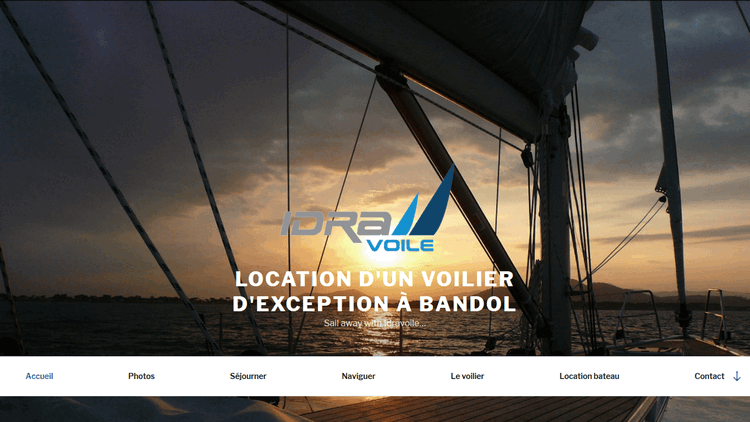 IDRA
VOILE
LOCATION D'UN VOILIER
D'EXCEPTION À BANDOL
Sail away with Idravoile...
Accueil Photos Séjourner Naviguer Le voilier Location bateau Contact